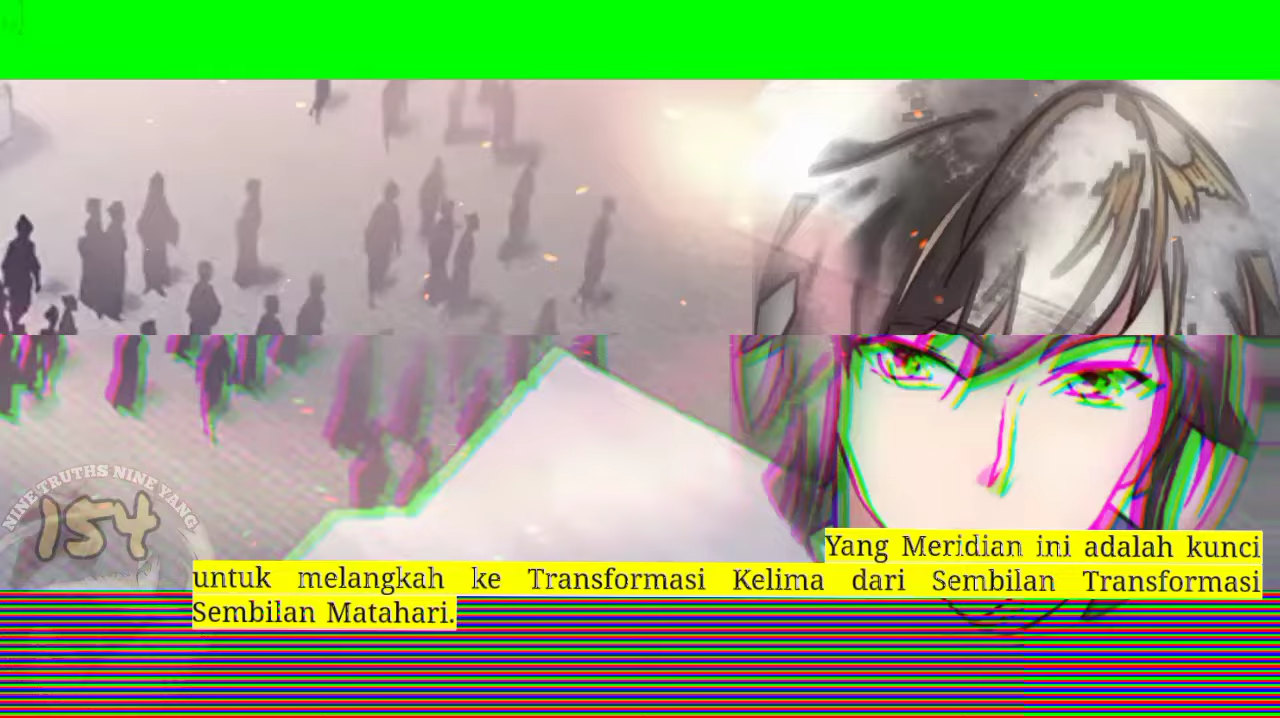 NINE TRUTHS NINE YANG
154
Yang Meridian ini adalah kunci
untuk melangkah ke Transformasi Kelima dari Sembilan Transformasi
Sembilan Matahari.